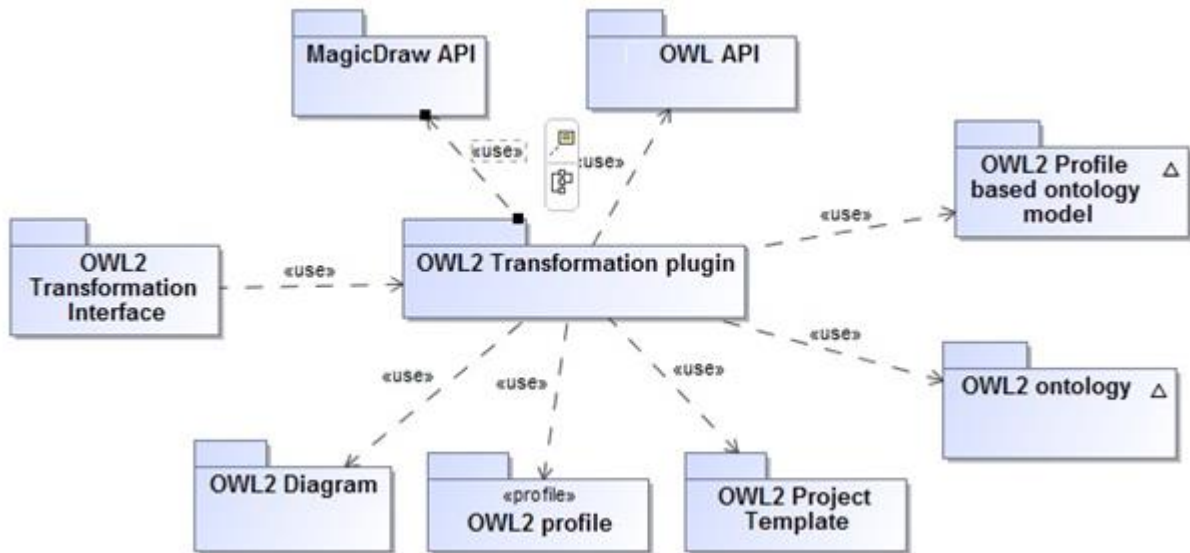 MagicDraw API
OWL API
«use»
«use»
OWL2 Profile
based ontology
model
«use»
OWL2
Transformation
Interface
«use»
OWL2 Transformation plugin
«use»
OWL2 ontology
«use»
«use»
«use»
OWL2 Diagram
«profile»
OWL2 profile
OWL2 Project
Template